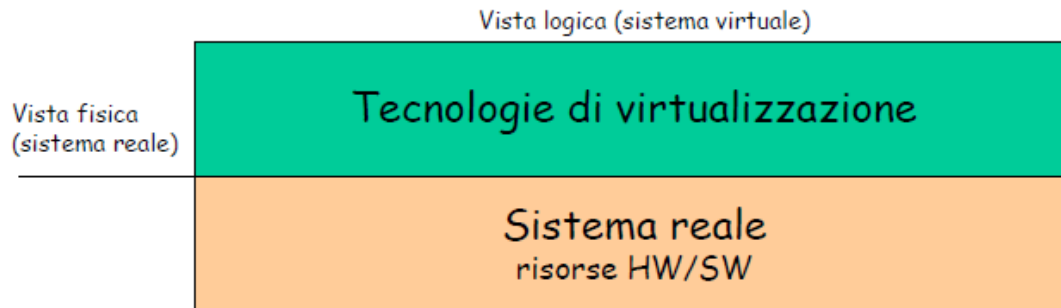 Vista logica (sistema virtuale)
Tecnologie di virtualizzazione
Vista fisica
(sistema reale)
Sistema reale
risorse HW/SW